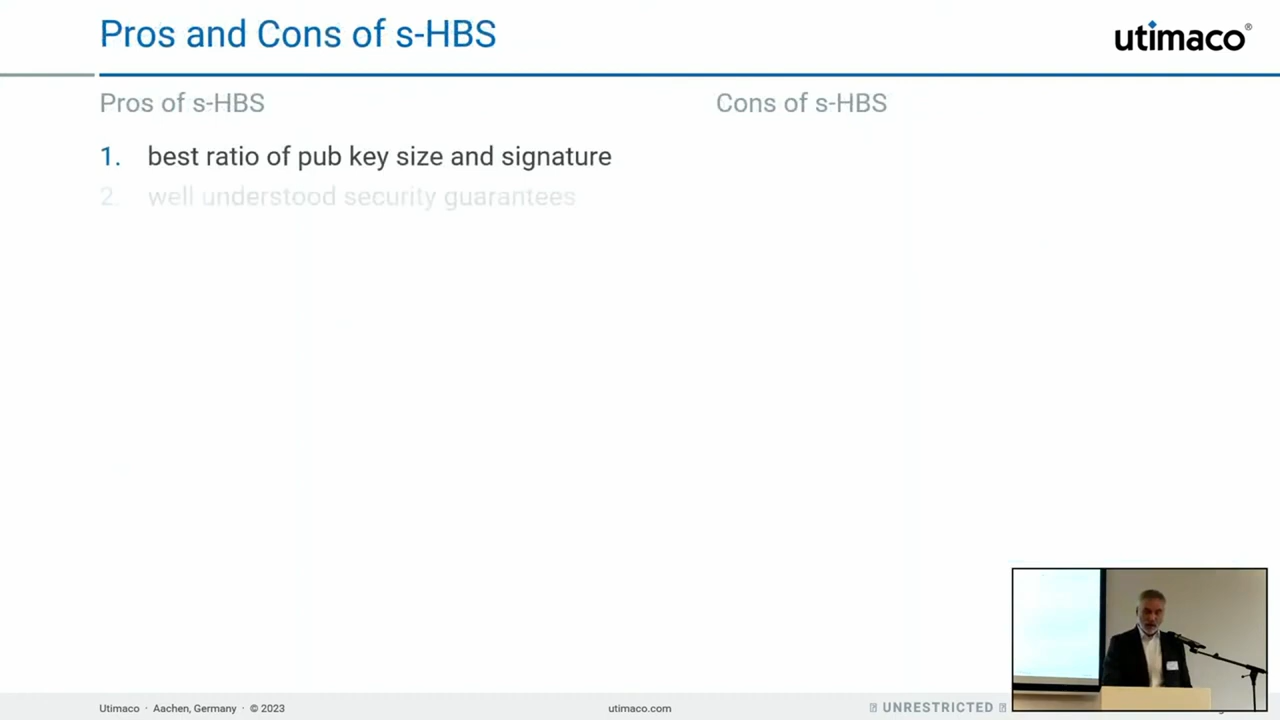 Pros and Cons of s-HBS
utimaco®
Pros of s-HBS
Cons of s-HBS
1. best ratio of pub key size and signature
2. well understood security guarantees
Utimaco · Aachen, Germany · © 2023
utimaco.com
UNRESTRICTED